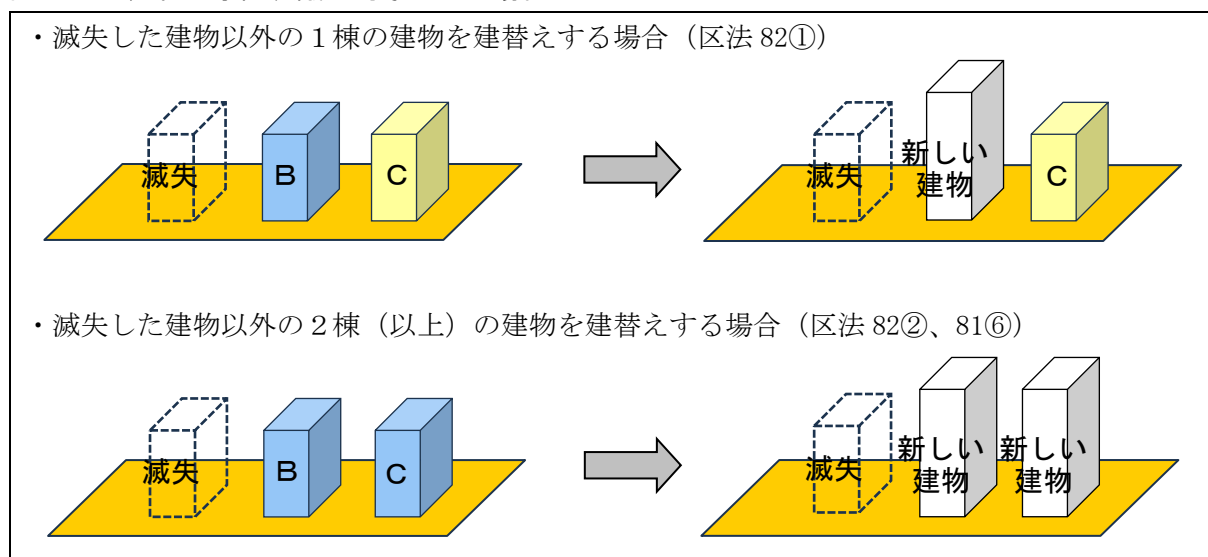 ・滅失した建物以外の１棟の建物を建替えする場合（区法 82①）
滅失
Ｂ
Ｃ
滅失
新しい
建物
Ｃ
・滅失した建物以外の２棟（以上）の建物を建替えする場合（区法 82②、81⑥）
滅失
Ｂ
Ｃ
滅失
新しい
建物
新しい
建物